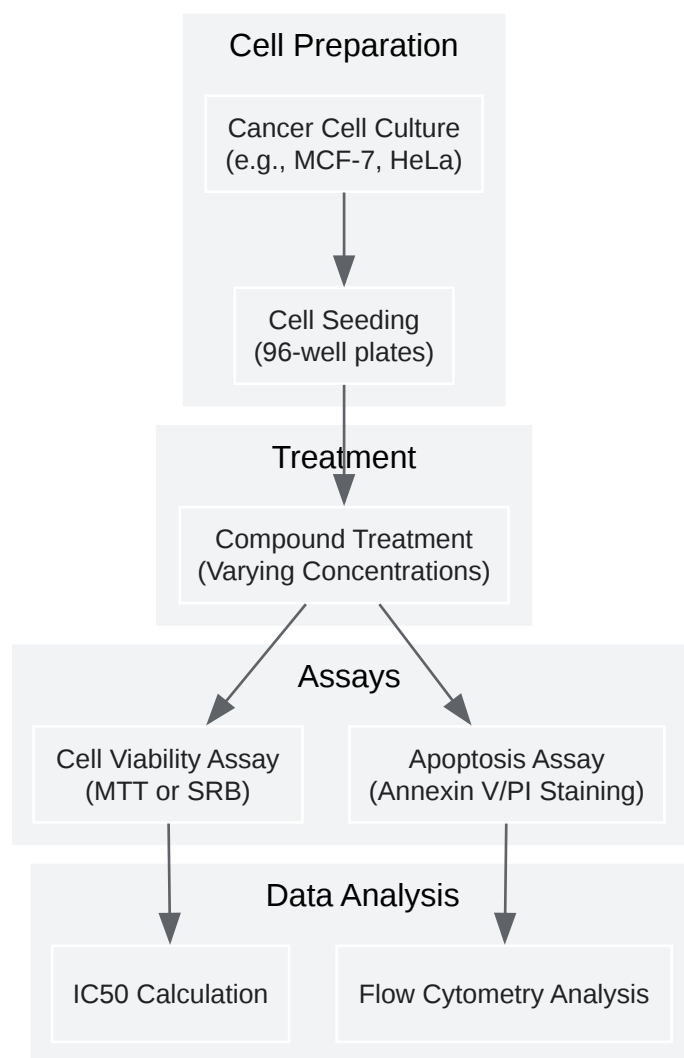 Cell Preparation
Cancer Cell Culture
(e.g., MCF-7, HeLa)
Cell Seeding
(96-well plates)
Treatment
Compound Treatment
(Varying Concentrations)
Assays
Cell Viability Assay
(MTT or SRB)
Apoptosis Assay
(Annexin V/PI Staining)
Data Analysis
IC50 Calculation
Flow Cytometry Analysis